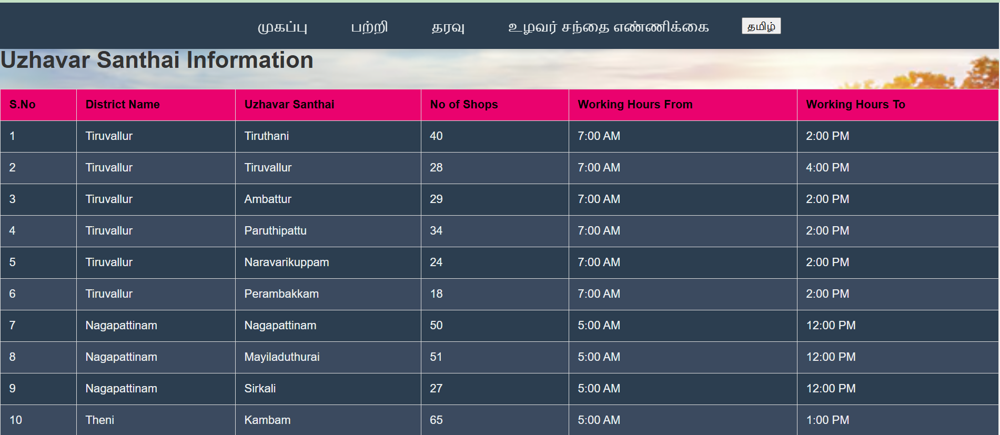 முகப்பு பற்றி தரவு உழவர் சந்தை எண்ணிக்கை தமிழ்
Uzhavar Santhai Information
S.No District Name Uzhavar Santhai No of Shops Working Hours From Working Hours To
1 Tiruvallur Tiruthani 40 7:00 AM 2:00 PM
2 Tiruvallur Tiruvallur 28 7:00 AM 4:00 PM
3 Tiruvallur Ambattur 29 7:00 AM 2:00 PM
4 Tiruvallur Paruthipattu 34 7:00 AM 2:00 PM
5 Tiruvallur Naravarikuppam 24 7:00 AM 2:00 PM
6 Tiruvallur Perambakkam 18 7:00 AM 2:00 PM
7 Nagapattinam Nagapattinam 50 5:00 AM 12:00 PM
8 Nagapattinam Mayiladuthurai 51 5:00 AM 12:00 PM
9 Nagapattinam Sirkali 27 5:00 AM 12:00 PM
10 Theni Kambam 65 5:00 AM 1:00 PM